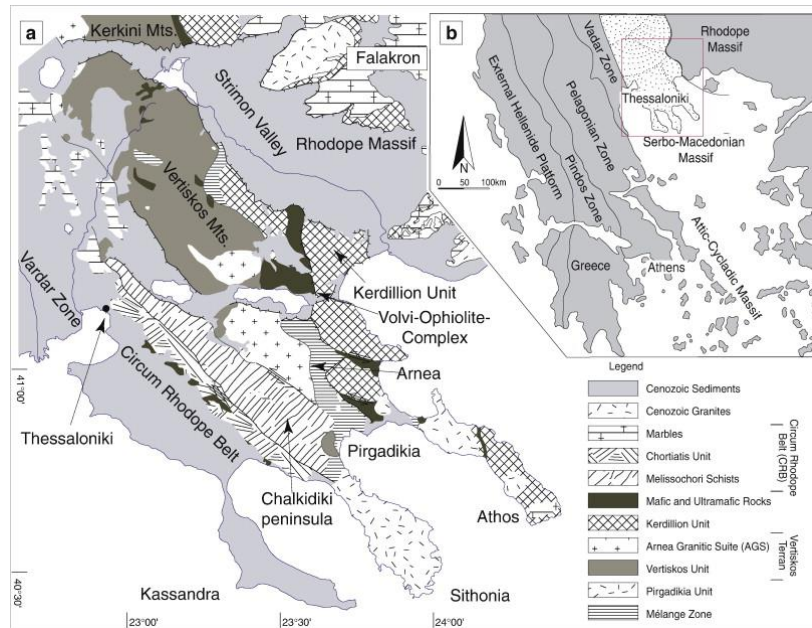 a
Kerkini Mts.
Falakron
Strimon Valley
Rhodope Massif
Vertiskos Mts.
Vardar Zone
Kerdillion Unit
Volvi-Ophiolite-
Complex
Arnea
Circum Rhodope Belt
Thessaloniki
Pirgadikia
Chalkidiki
peninsula
Athos
Kassandra
Sithonia
41°00'
40°30'
23°00'
23°30'
24°00'
b
Vadar Zone
Rhodope
Massif
Thessaloniki
Serbo-Macedonian
Massif
External Hellenide Platform
Pindos Zone
Pelagonian Zone
N
0 50 100km
Attic-Cycladic Massif
Greece
Athens
Legend
Cenozoic Sediments
Cenozoic Granites
Marbles
Chortiatis Unit
Melissochori Schists
Mafic and Ultramafic Rocks
Kerdillion Unit
Arnea Granitic Suite (AGS)
Vertiskos Unit
Pirgadikia Unit
Mélange Zone
Circum Rhodope
Belt (CRB)
Vertiskos
Terran